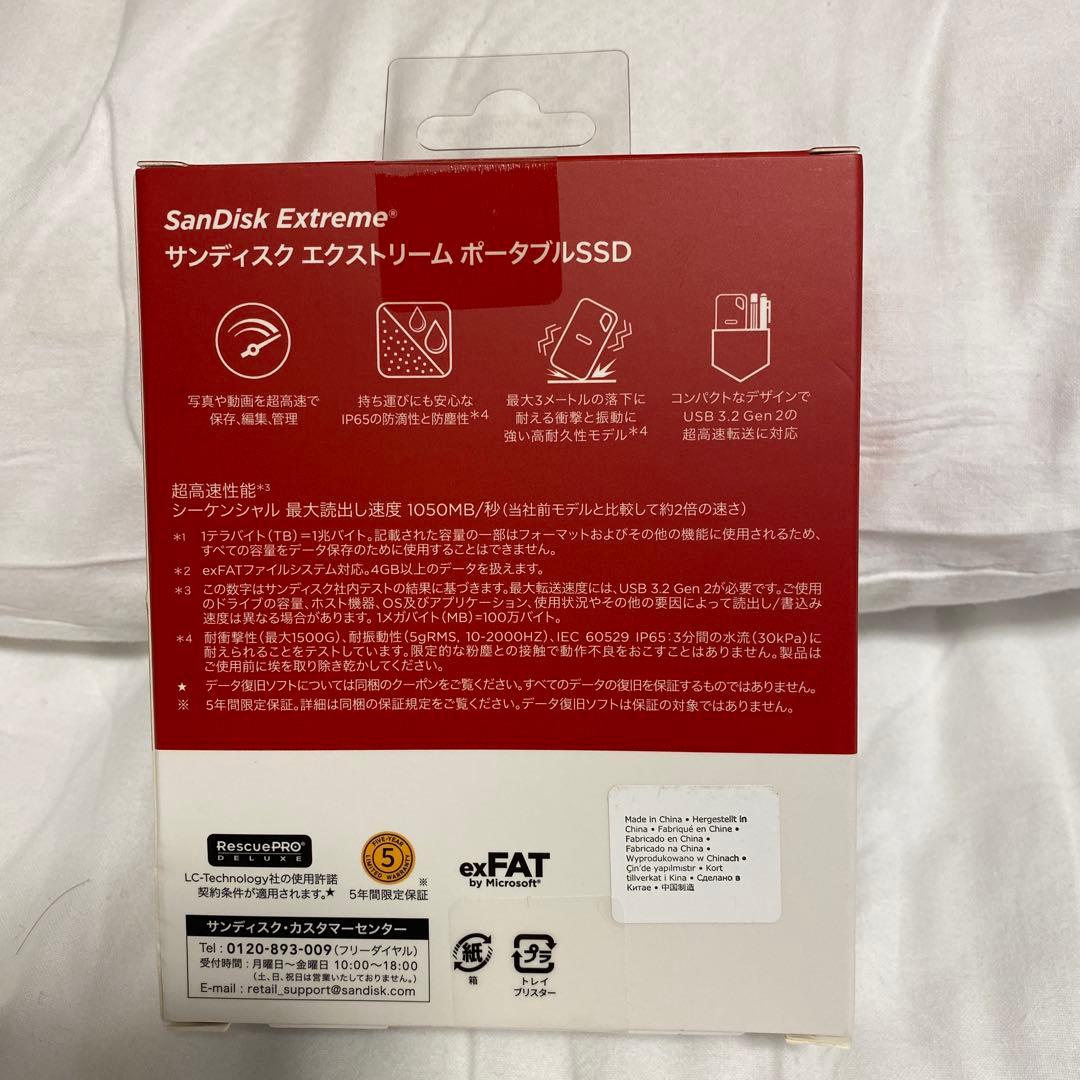 SanDisk Extreme®
サンディスク エクストリーム ポータブルSSD
写真や動画を超高速で
保存、編集、管理
持ち運びにも安心な
IP65の防滴性と防塵性*4
最大3メートルの落下に
耐える衝撃と振動に
強い高耐久性モデル*4
コンパクトなデザインで
USB 3.2 Gen 2の
超高速転送に対応
超高速性能*3
シーケンシャル 最大読出し速度 1050MB/秒(当社前モデルと比較して約2倍の速さ)
*1 1テラバイト(TB)=1兆バイト。記載された容量の一部はフォーマットおよびその他の機能に使用されるため、
すべての容量をデータ保存のために使用することはできません。
*2 exFATファイルシステム対応。4GB以上のデータを扱えます。
*3 この数字はサンディスク社内テストの結果に基づきます。最大転送速度には、USB 3.2 Gen 2が必要です。ご使用
のドライブの容量、ホスト機器、OS及びアプリケーション、使用状況やその他の要因によって読出し/書込み
速度は異なる場合があります。1メガバイト(MB)=100万バイト。
*4 耐衝撃性(最大1500G)、耐振動性(5gRMS, 10-2000HZ)、IEC 60529 IP65:3分間の水流(30kPa)に
耐えられることをテストしています。限定的な粉塵との接触で動作不良をおこすことはありません。製品は
ご使用前に埃を取り除き乾かしてください。
★ データ復旧ソフトについては同梱のクーポンをご覧ください。すべてのデータの復旧を保証するものではありません。
※ 5年間限定保証。詳細は同梱の保証規定をご覧ください。データ復旧ソフトは保証の対象ではありません。
RescuePRO®
DELUXE
LC-Technology社の使用許諾
契約条件が適用されます。★
FIVE-YEAR
5
LIMITED WARRANTY
※
5年間限定保証
exFAT
by Microsoft®
Made in China • Hergestellt in
China • Fabriqué en Chine •
Fabricado en China •
Fabricado na China •
Wyprodukowano w Chinach •
Çin'de yapılmıstır • Kort
tillverkat i Kina • Сделано в
Китае • 中国制造
サンディスク・カスタマーセンター
Tel : 0120-893-009(フリーダイヤル)
受付時間 : 月曜日〜金曜日 10:00〜18:00
(土、日、祝日は営業いたしておりません。)
E-mail : retail_support@sandisk.com
紙
箱
プラ
トレイ
ブリスター